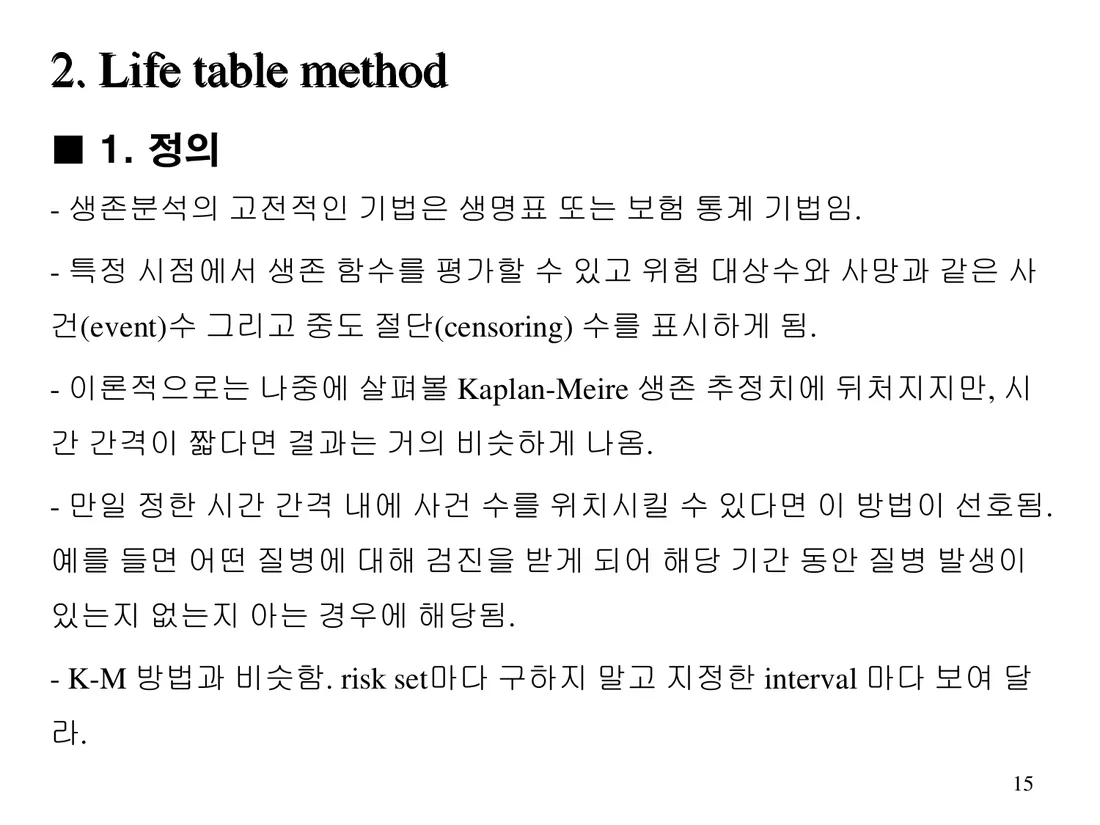 2. Life table method
■ 1. 정의
- 생존분석의 고전적인 기법은 생명표 또는 보험 통계 기법임.
- 특정 시점에서 생존 함수를 평가할 수 있고 위험 대상수와 사망과 같은 사
건(event)수 그리고 중도 절단(censoring) 수를 표시하게 됨.
- 이론적으로는 나중에 살펴볼 Kaplan-Meire 생존 추정치에 뒤처지지만, 시
간 간격이 짧다면 결과는 거의 비슷하게 나옴.
- 만일 정한 시간 간격 내에 사건 수를 위치시킬 수 있다면 이 방법이 선호됨.
예를 들면 어떤 질병에 대해 검진을 받게 되어 해당 기간 동안 질병 발생이
있는지 없는지 아는 경우에 해당됨.
- K-M 방법과 비슷함. risk set마다 구하지 말고 지정한 interval 마다 보여 달
라.
15